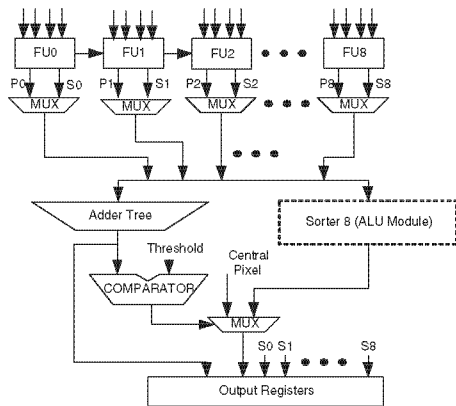 FU0 FU1 FU2 FU8
P0 S0 P1 S1 P2 S2 P8 S8
MUX MUX MUX MUX
Adder Tree
Sorter 8 (ALU Module)
Threshold
Central
Pixel
COMPARATOR
MUX
S0 S1 S8
Output Registers